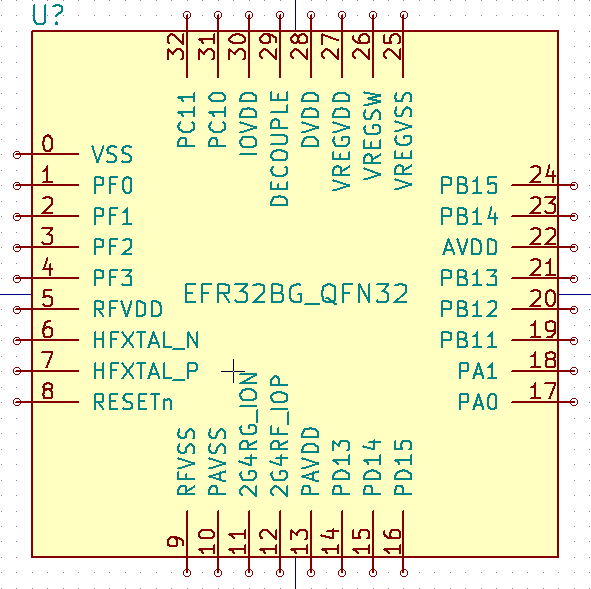 U?
32 31 30 29 28 27 26 25
PC11 PC10 IOVDD DECOUPLE DVDD VREGVDD VREGSW VREGVSS
0 VSS
1 PF0
2 PF1
3 PF2
4 PF3
5 RFVDD
6 HFXTAL_N
7 HFXTAL_P
8 RESETn
EFR32BG_QFN32
PB15 24
PB14 23
AVDD 22
PB13 21
PB12 20
PB11 19
PA1 18
PA0 17
RFVSS PAVSS 2G4RG_ION 2G4RF_IOP PAVDD PD13 PD14 PD15
9 10 11 12 13 14 15 16